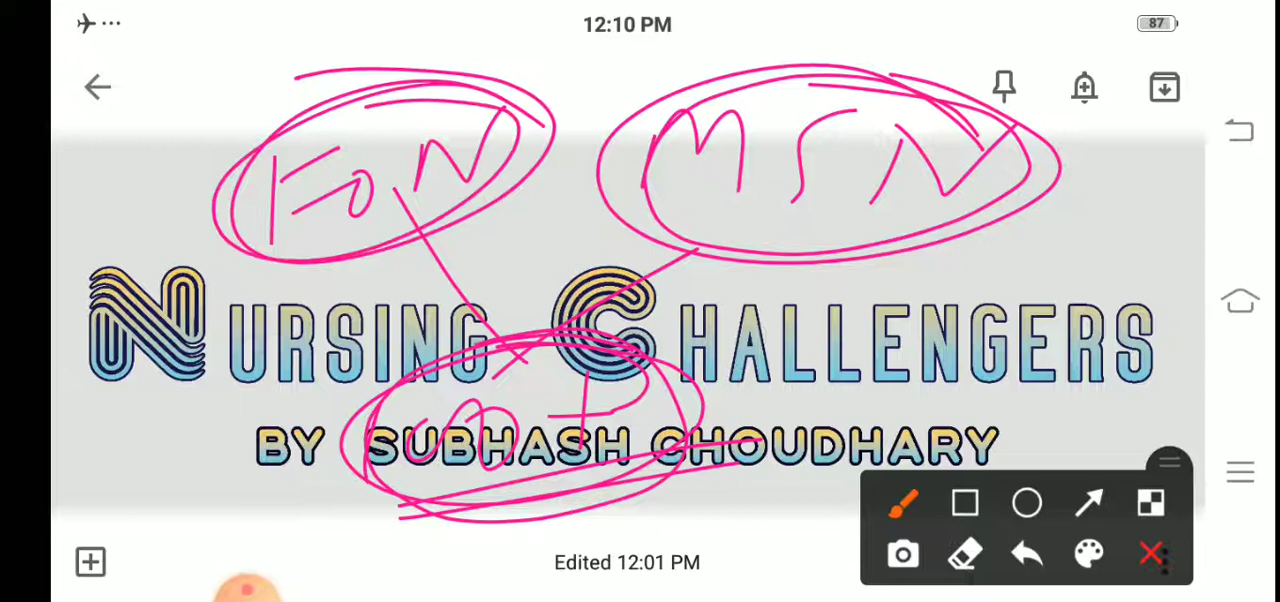 12:10 PM
87
FON
MSN
NURSING CHALLENGERS
BY SUBHASH CHOUDHARY
Edited 12:01 PM